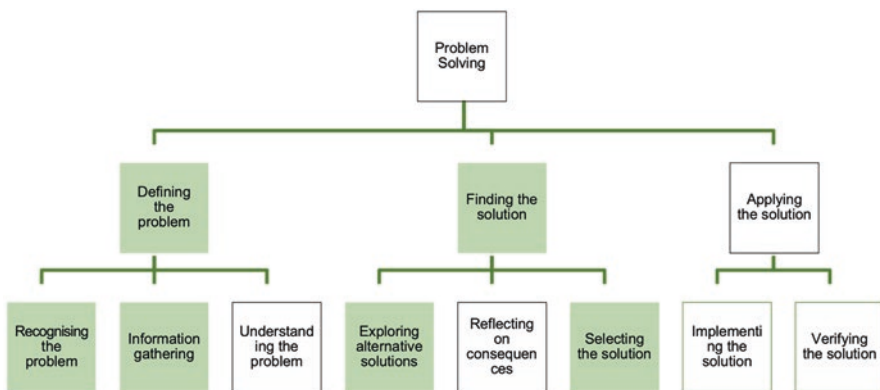 Problem
Solving
Defining
the
problem
Finding the
solution
Applying
the solution
Recognising
the problem
Information
gathering
Understand
ing the problem
Exploring
alternative
solutions
Reflecting
on
consequen
ces
Selecting
the solution
Implementi
ng the
solution
Verifying
the solution